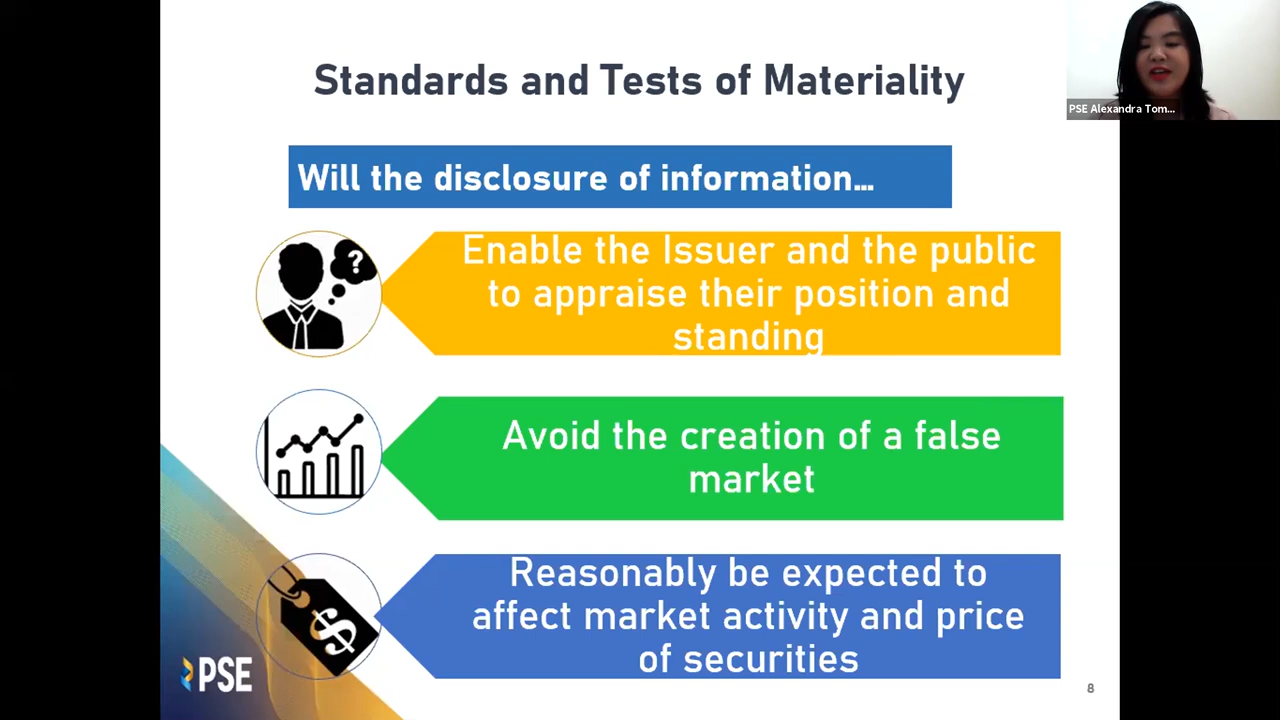 Standards and Tests of Materiality
PSE Alexandra Tom...
Will the disclosure of information...
?
Enable the Issuer and the public
to appraise their position and
standing
Avoid the creation of a false
market
$
Reasonably be expected to
affect market activity and price
of securities
PSE
8